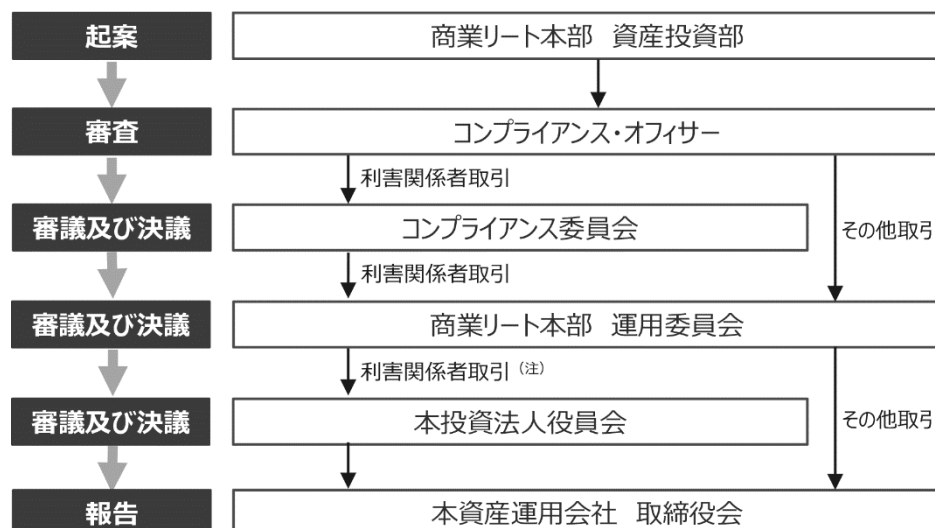 起案
商業リート本部 資産投資部
審査
コンプライアンス・オフィサー
利害関係者取引
審議及び決議
コンプライアンス委員会
その他取引
利害関係者取引
審議及び決議
商業リート本部 運用委員会
利害関係者取引(注)
審議及び決議
本投資法人役員会
その他取引
報告
本資産運用会社 取締役会